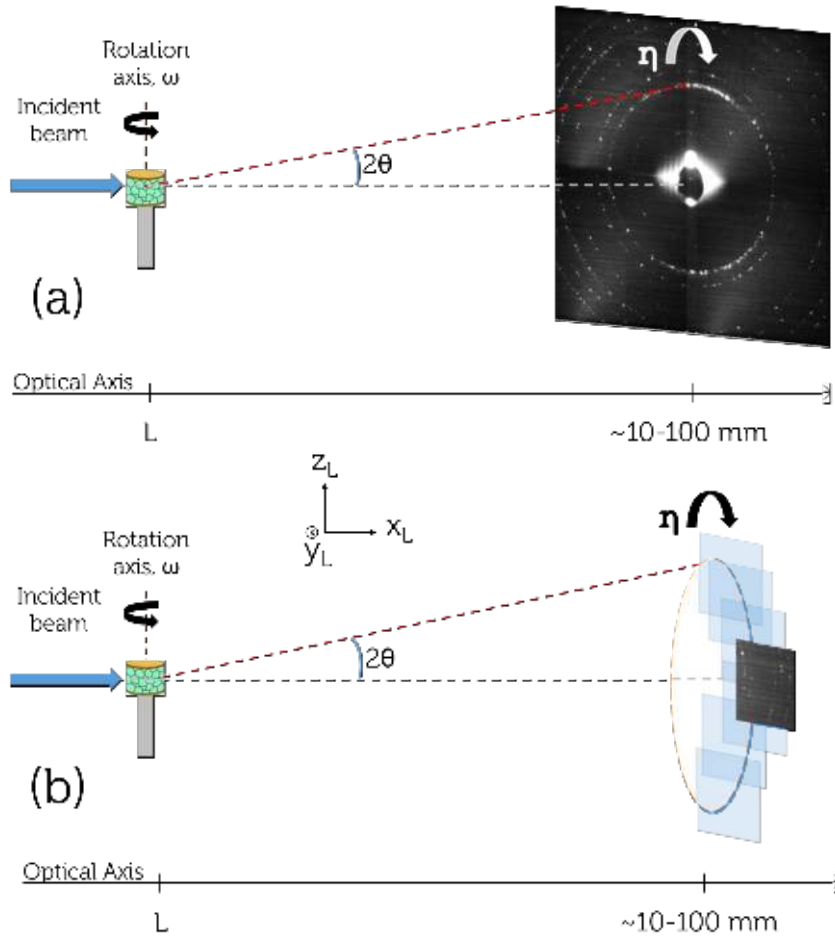 Rotation
axis, ω
Incident
beam
η
2θ
(a)
Optical Axis
L
~10-100 mm
z_L
x_L
y_L
η
Rotation
axis, ω
Incident
beam
2θ
(b)
Optical Axis
L
~10-100 mm